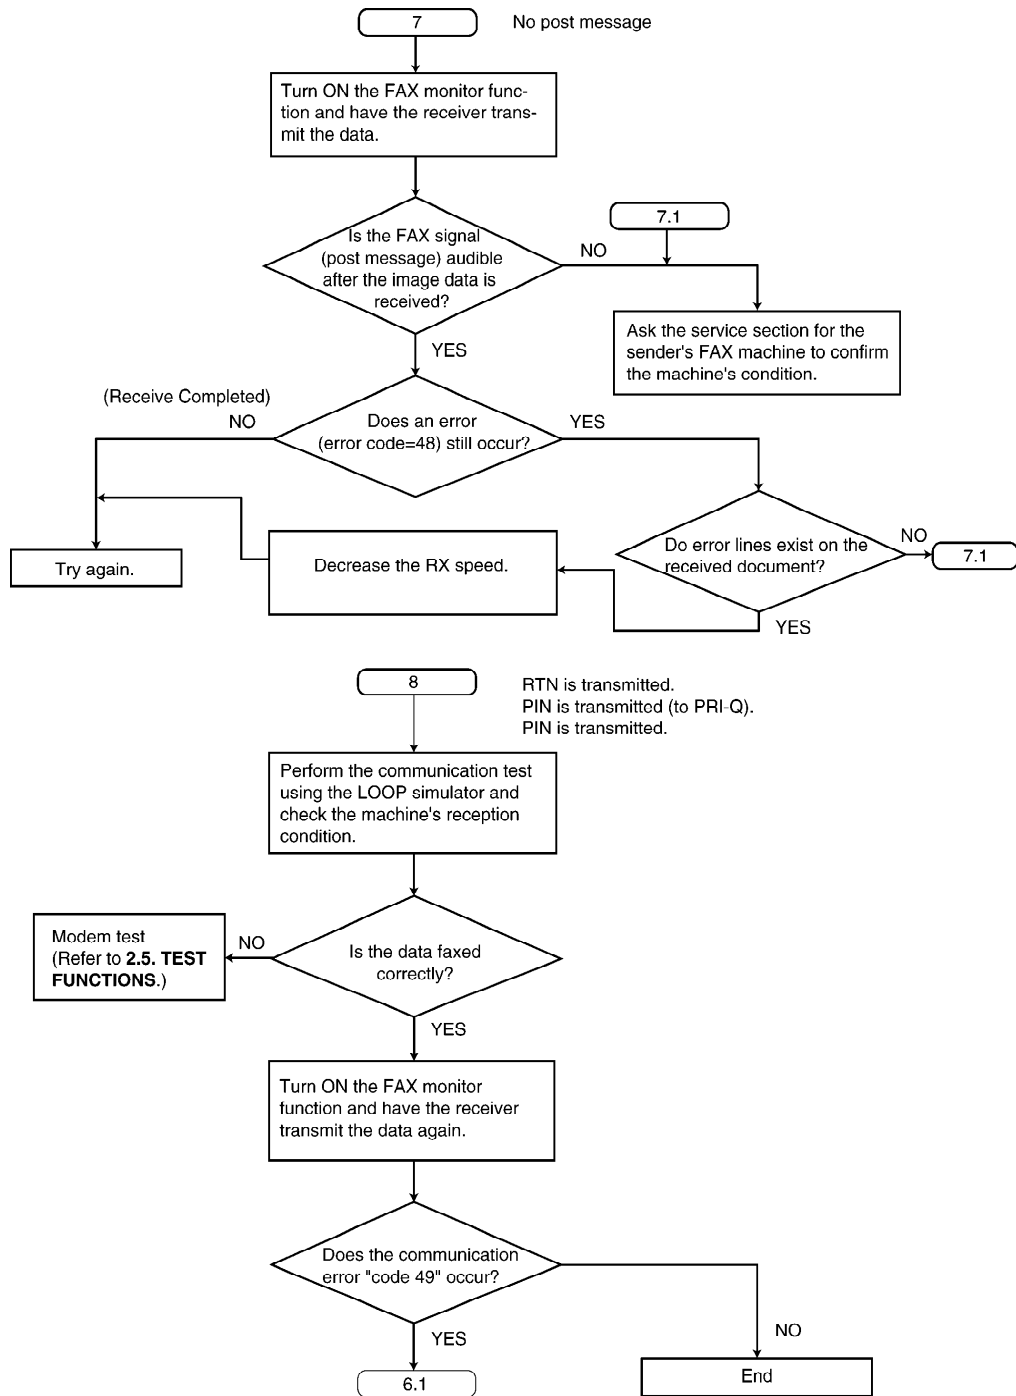 7
No post message
Turn ON the FAX monitor func-
tion and have the receiver trans-
mit the data.
7.1
Is the FAX signal
(post message) audible
after the image data is
received?
NO
Ask the service section for the
sender's FAX machine to confirm
the machine's condition.
YES
(Receive Completed)
NO
Does an error
(error code=48) still occur?
YES
Do error lines exist on the
received document?
NO
7.1
Decrease the RX speed.
Try again.
YES
8
RTN is transmitted.
PIN is transmitted (to PRI-Q).
PIN is transmitted.
Perform the communication test
using the LOOP simulator and
check the machine's reception
condition.
Modem test
(Refer to 2.5. TEST
FUNCTIONS.)
NO
Is the data faxed
correctly?
YES
Turn ON the FAX monitor
function and have the receiver
transmit the data again.
Does the communication
error "code 49" occur?
YES
NO
6.1
End